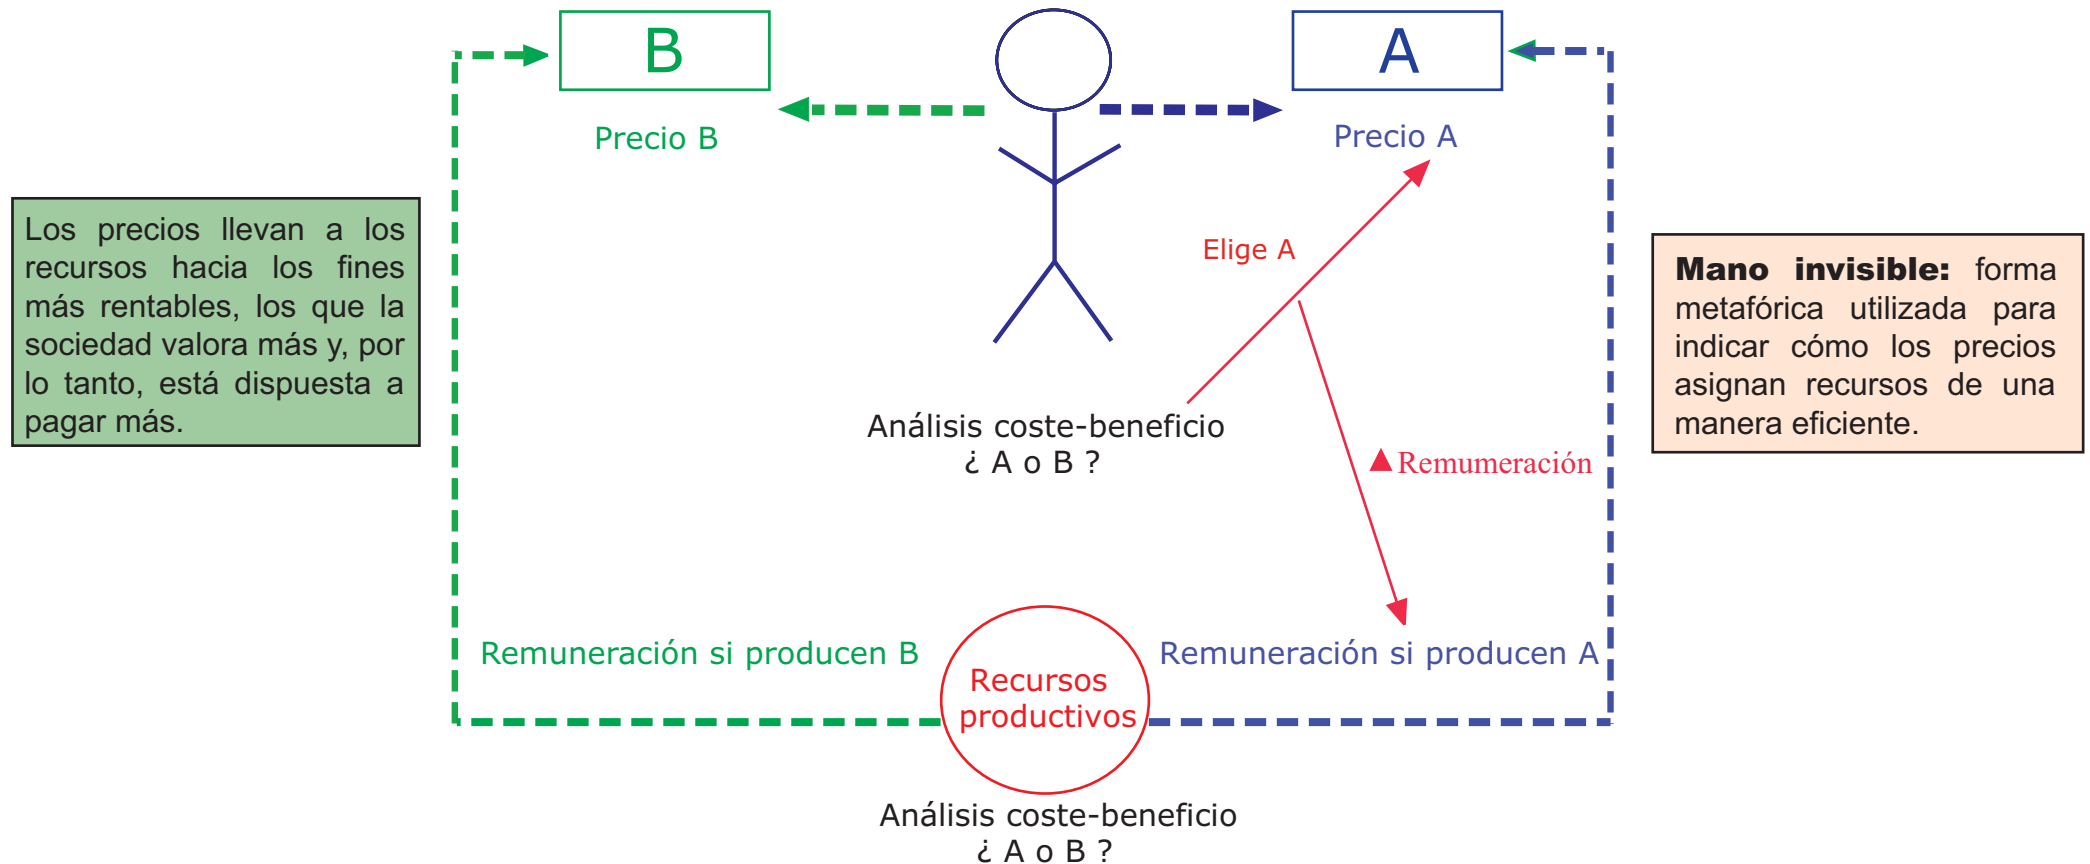 B
A
Precio B
Precio A
Los precios llevan a los
recursos hacia los fines
más rentables, los que la
sociedad valora más y, por
lo tanto, está dispuesta a
pagar más.
Elige A
Mano invisible: forma
metafórica utilizada para
indicar cómo los precios
asignan recursos de una
manera eficiente.
Análisis coste-beneficio
¿ A o B ?
▲ Remumeración
Remuneración si producen B
Remuneración si producen A
Recursos
productivos
Análisis coste-beneficio
¿ A o B ?